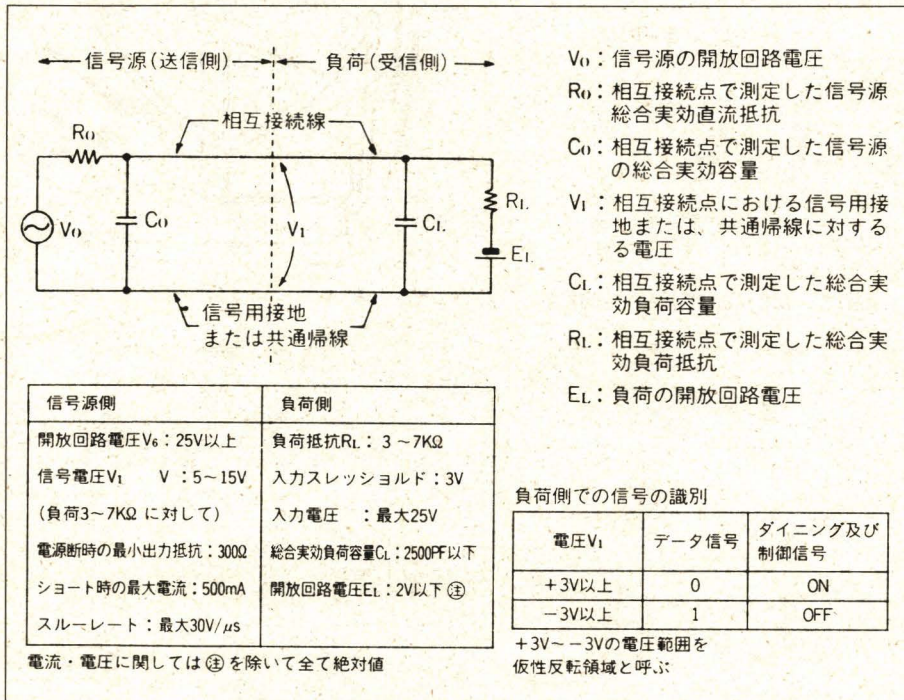 信号源(送信側)
負荷(受信側)
相互接続線
R₀
V₀
C₀
V₁
C_L
R_L
E_L
信号用接地
または共通帰線
V₀：信号源の開放回路電圧
R₀：相互接続点で測定した信号源
総合実効直流抵抗
C₀：相互接続点で測定した信号源
の総合実効容量
V₁：相互接続点における信号用接
地または、共通帰線に対する
る電圧
C_L：相互接続点で測定した総合実
効負荷容量
R_L：相互接続点で測定した総合実
効負荷抵抗
E_L：負荷の開放回路電圧
信号源側
開放回路電圧V₆：25V以上
信号電圧V₁　V：5～15V
(負荷3～7KΩ に対して)
電源断時の最小出力抵抗：300Ω
ショート時の最大電流：500mA
スルーレート：最大30V/μs
負荷側
負荷抵抗R_L：3 ～7KΩ
入力スレッショルド：3V
入力電圧　：最大25V
総合実効負荷容量C_L：2500PF以下
開放回路電圧E_L：2V以下 ㊟
電流・電圧に関しては ㊟ を除いて全て絶対値
負荷側での信号の識別
電圧V₁　データ信号　ダイニング及び
制御信号
+3V以上　0　ON
−3V以上　1　OFF
+3V～−3Vの電圧範囲を
仮性反転領域と呼ぶ